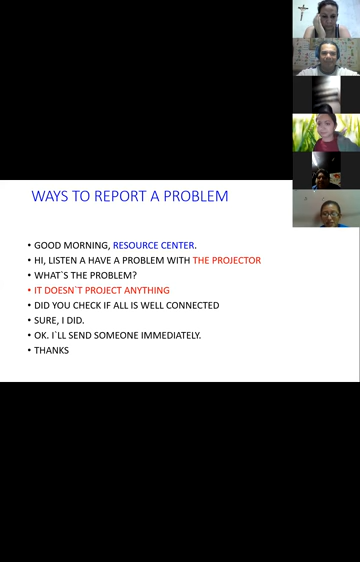 WAYS TO REPORT A PROBLEM
• GOOD MORNING, RESOURCE CENTER.
• HI, LISTEN A HAVE A PROBLEM WITH THE PROJECTOR
• WHAT`S THE PROBLEM?
• IT DOESN`T PROJECT ANYTHING
• DID YOU CHECK IF ALL IS WELL CONNECTED
• SURE, I DID.
• OK. I`LL SEND SOMEONE IMMEDIATELY.
• THANKS